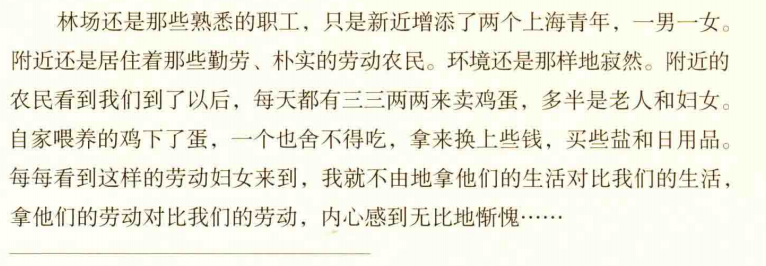 林场还是那些熟悉的职工，只是新近增添了两个上海青年，一男一女。
附近还是居住着那些勤劳、朴实的劳动农民。环境还是那样地寂然。附近的
农民看到我们到了以后，每天都有三三两两来卖鸡蛋，多半是老人和妇女。
自家喂养的鸡下了蛋，一个也舍不得吃，拿来换上些钱，买些盐和日用品。
每每看到这样的劳动妇女来到，我就不由地拿他们的生活对比我们的生活，
拿他们的劳动对比我们的劳动，内心感到无比地惭愧……